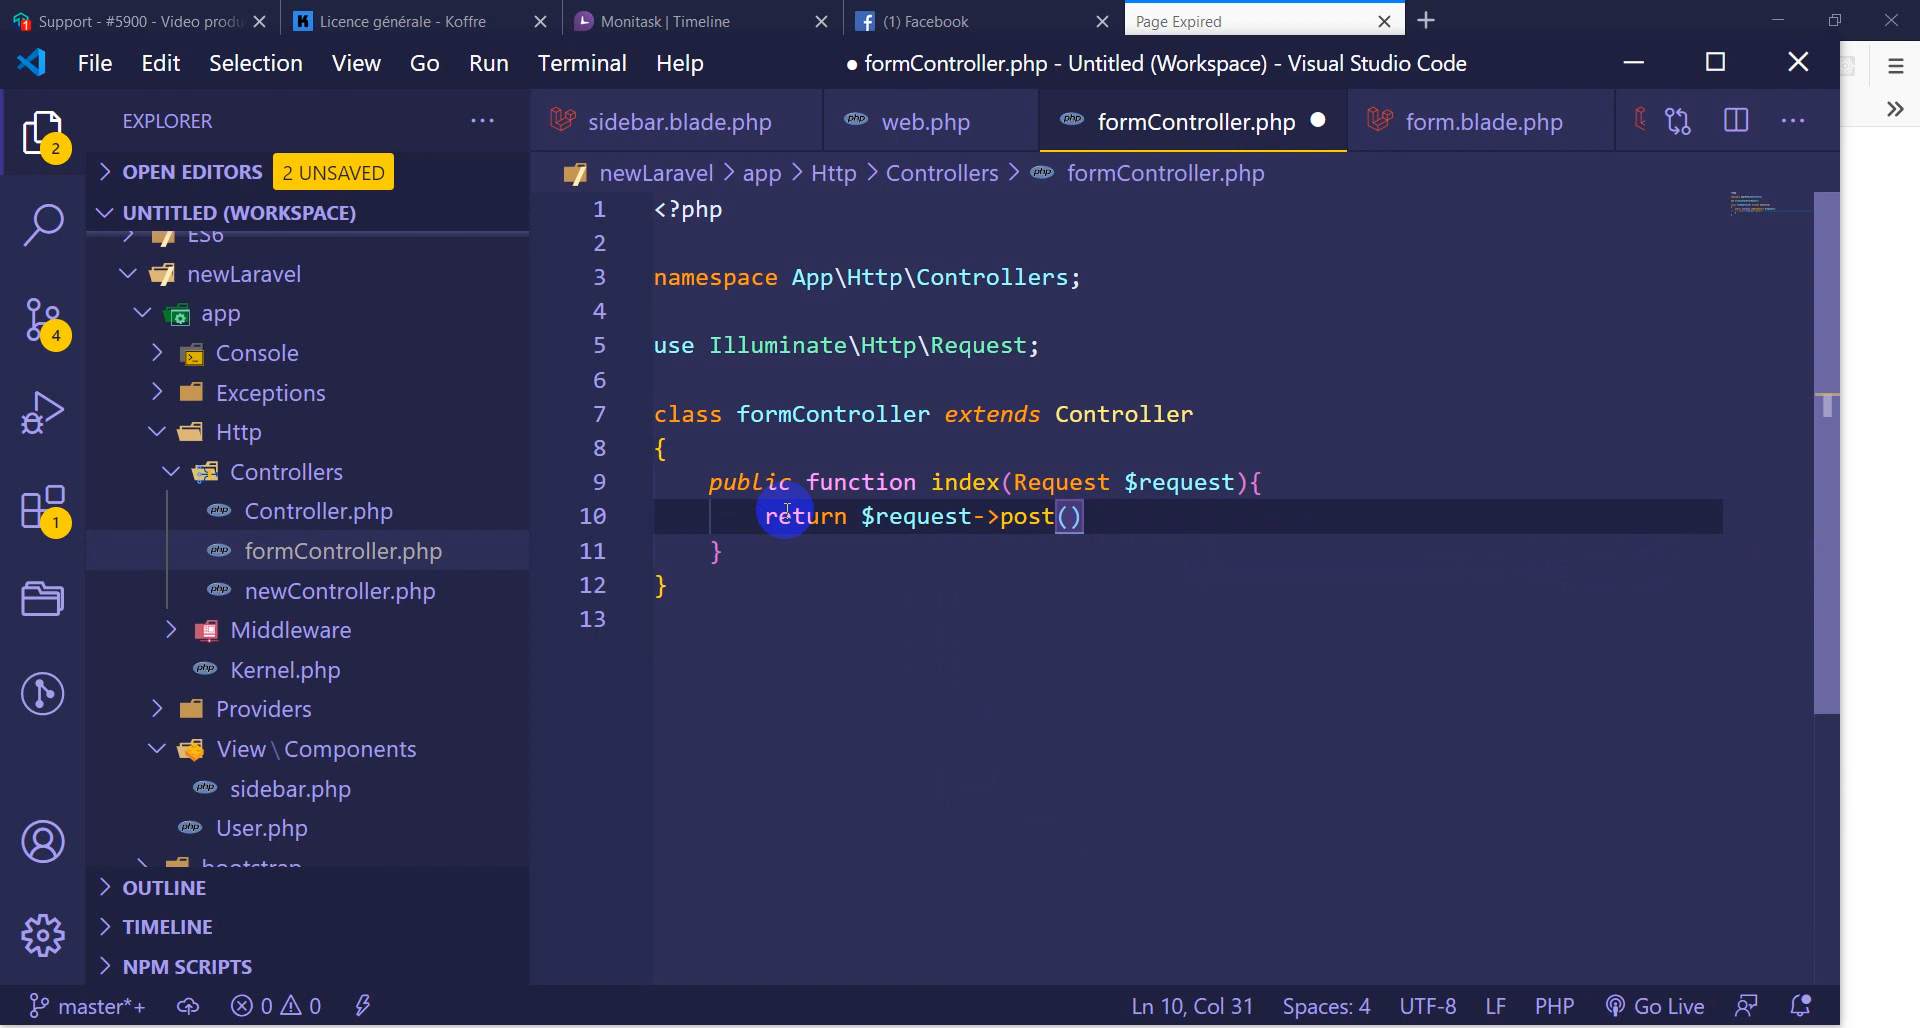 Support - #5900 - Video produ
Licence générale - Koffre
Monitask | Timeline
(1) Facebook
Page Expired
File Edit Selection View Go Run Terminal Help
● formController.php - Untitled (Workspace) - Visual Studio Code
EXPLORER
OPEN EDITORS 2 UNSAVED
UNTITLED (WORKSPACE)
ES6
newLaravel
app
Console
Exceptions
Http
Controllers
Controller.php
formController.php
newController.php
Middleware
Kernel.php
Providers
View \ Components
sidebar.php
User.php
bootstrap
OUTLINE
TIMELINE
NPM SCRIPTS
2
4
1
sidebar.blade.php
web.php
formController.php
form.blade.php
newLaravel > app > Http > Controllers > formController.php
1 <?php
2
3 namespace App\Http\Controllers;
4
5 use Illuminate\Http\Request;
6
7 class formController extends Controller
8 {
9 public function index(Request $request){
10 return $request->post()
11 }
12 }
13
master*+ 0 0
Ln 10, Col 31 Spaces: 4 UTF-8 LF PHP Go Live